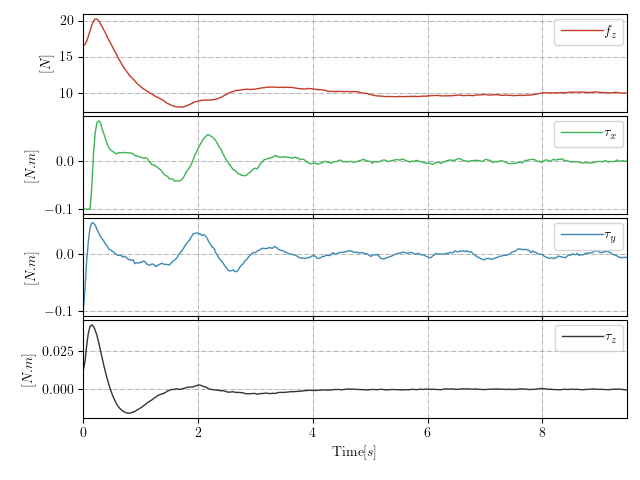 20
15
10
[N]
f_z
0.0
−0.1
[N.m]
τ_x
0.0
−0.1
[N.m]
τ_y
0.025
0.000
[N.m]
τ_z
0 2 4 6 8
Time[s]